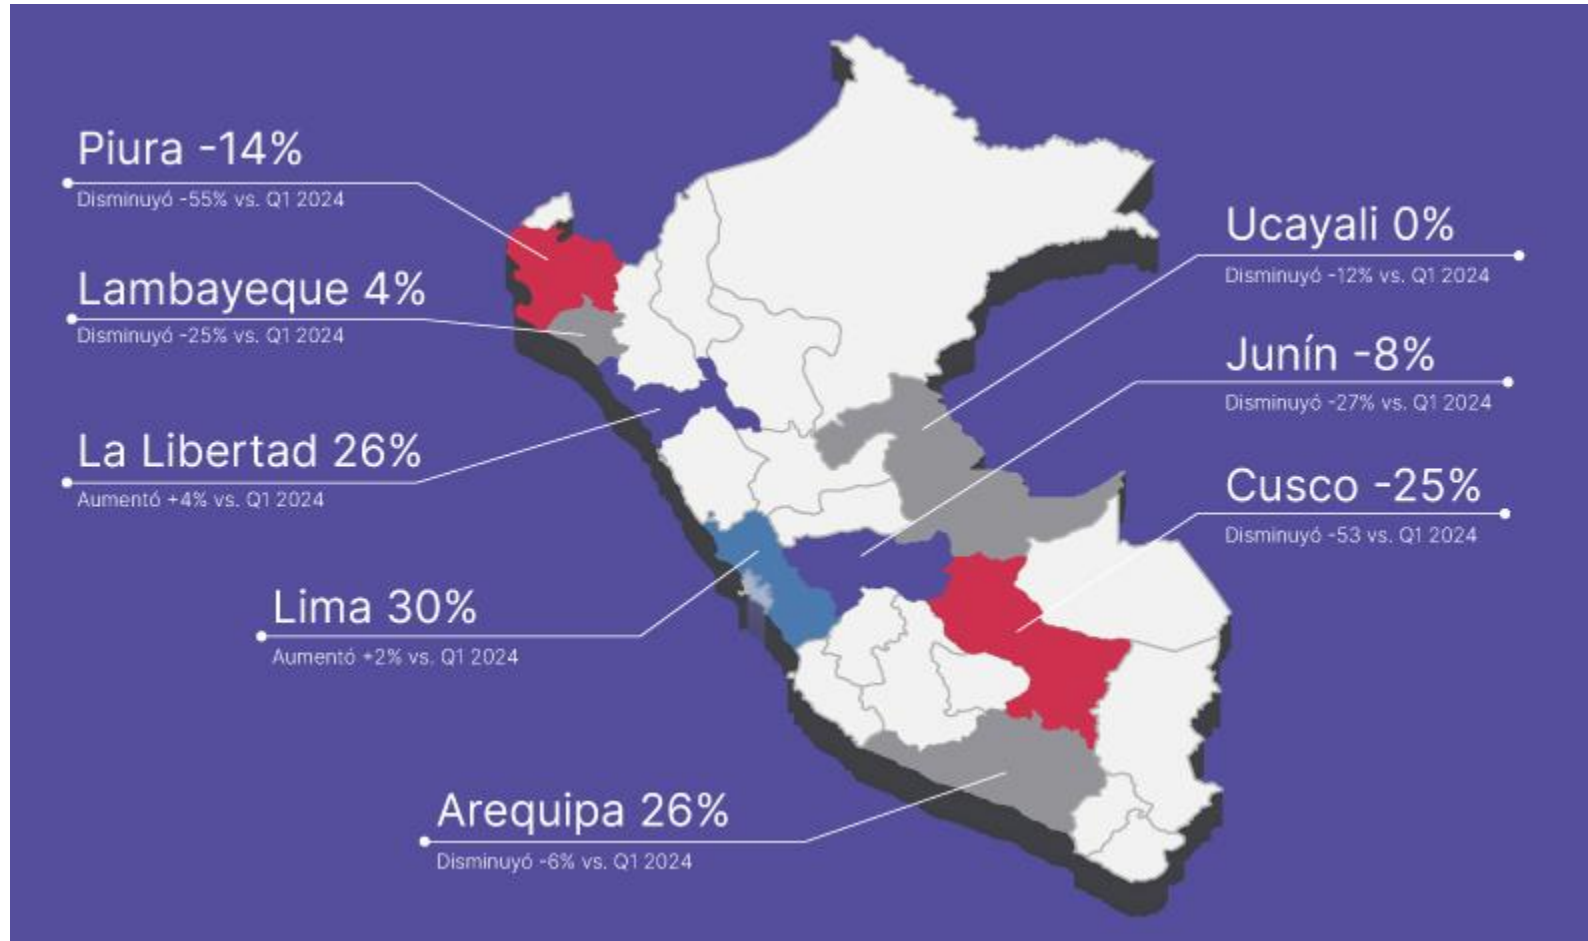 Piura -14%
Disminuyó -55% vs. Q1 2024
Lambayeque 4%
Disminuyó -25% vs. Q1 2024
La Libertad 26%
Aumentó +4% vs. Q1 2024
Lima 30%
Aumentó +2% vs. Q1 2024
Arequipa 26%
Disminuyó -6% vs. Q1 2024
Ucayali 0%
Disminuyó -12% vs. Q1 2024
Junín -8%
Disminuyó -27% vs. Q1 2024
Cusco -25%
Disminuyó -53 vs. Q1 2024